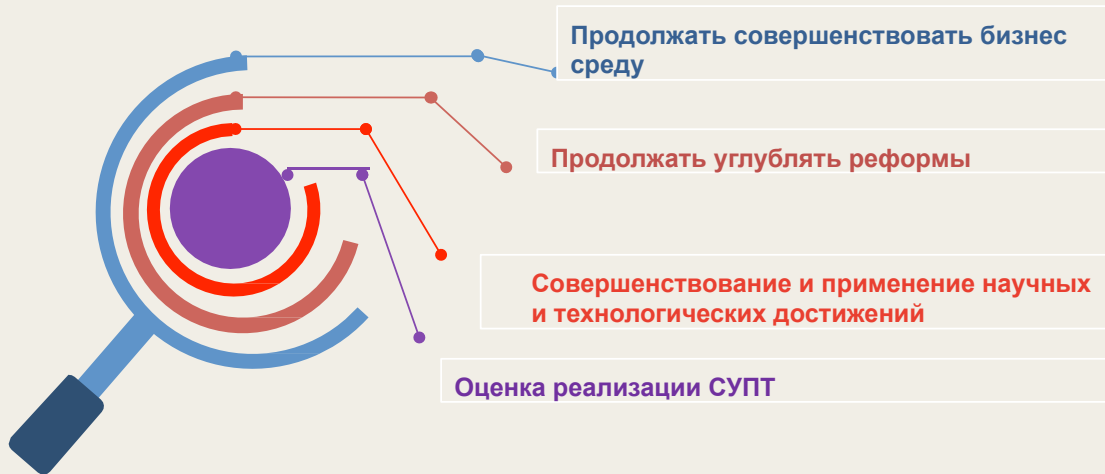 Продолжать совершенствовать бизнес
среду
Продолжать углублять реформы
Совершенствование и применение научных
и технологических достижений
Оценка реализации СУПТ